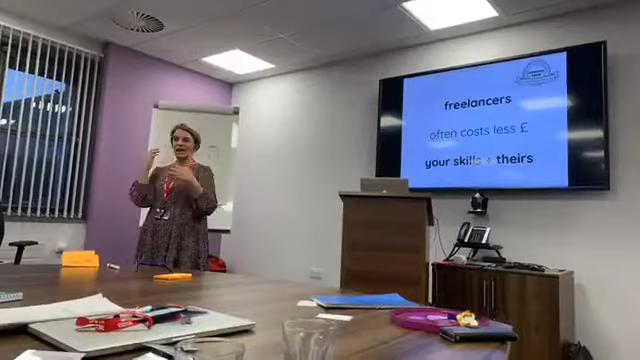 freelancers
often costs less £
your skills + theirs